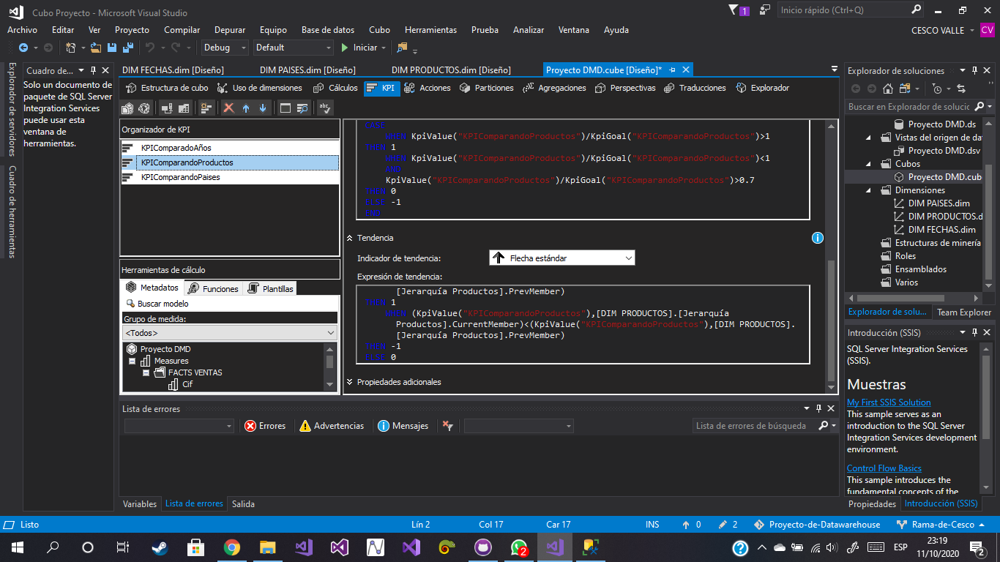 Cubo Proyecto - Microsoft Visual Studio
1
Inicio rápido (Ctrl+Q)
Archivo Editar Ver Proyecto Compilar Depurar Equipo Base de datos Cubo Herramientas Prueba Analizar Ventana Ayuda
CESCO VALLE
CV
Debug Default Iniciar
Explorador de servidores
Cuadro de herramientas
Cuadro de...
Solo un documento de
paquete de SQL Server
Integration Services
puede usar esta
ventana de
herramientas.
DIM FECHAS.dim [Diseño] DIM PAISES.dim [Diseño] DIM PRODUCTOS.dim [Diseño] Proyecto DMD.cube [Diseño]*
Estructura de cubo Uso de dimensiones Cálculos KPI Acciones Particiones Agregaciones Perspectivas Traducciones Explorador
Organizador de KPI
KPIComparadoAños
KPIComparandoProductos
KPIComparandoPaises
Herramientas de cálculo
Metadatos Funciones Plantillas
Buscar modelo
Grupo de medida:
<Todos>
Proyecto DMD
Measures
FACTS VENTAS
Cif
CASE
WHEN KpiValue("KPIComparandoProductos")/KpiGoal("KPIComparandoProductos")>1
THEN 1
WHEN KpiValue("KPIComparandoProductos")/KpiGoal("KPIComparandoProductos")<1
AND
KpiValue("KPIComparandoProductos")/KpiGoal("KPIComparandoProductos")>0.7
THEN 0
ELSE -1
END
Tendencia
Indicador de tendencia: Flecha estándar
Expresión de tendencia:
[Jerarquía Productos].PrevMember)
THEN 1
WHEN (KpiValue("KPIComparandoProductos"),[DIM PRODUCTOS].[Jerarquía
Productos].CurrentMember)<(KpiValue("KPIComparandoProductos"),[DIM PRODUCTOS].
[Jerarquía Productos].PrevMember)
THEN -1
ELSE 0
Propiedades adicionales
Lista de errores
Errores Advertencias Mensajes Lista de errores de búsqueda
Variables Lista de errores Salida
Explorador de soluciones
Buscar en Explorador de solucic
Proyecto DMD.ds
Vistas del origen de da
Proyecto DMD.dsv
Cubos
Proyecto DMD.cub
Dimensiones
DIM PAISES.dim
DIM PRODUCTOS.d
DIM FECHAS.dim
Estructuras de minería
Roles
Ensamblados
Varios
Explorador de solu... Team Explorer
Introducción (SSIS)
SQL Server Integration Services
(SSIS).
Muestras
My First SSIS Solution
This sample serves as an
introduction to the SQL Server
Integration Services development
environment.
Control Flow Basics
This sample introduces the
fundamental concepts of the
Propiedades Introducción (SSIS)
Listo Lín 2 Col 17 Car 17 INS 0 2 Proyecto-de-Datawarehouse Rama-de-Cesco
2
ESP
23:19
11/10/2020
2